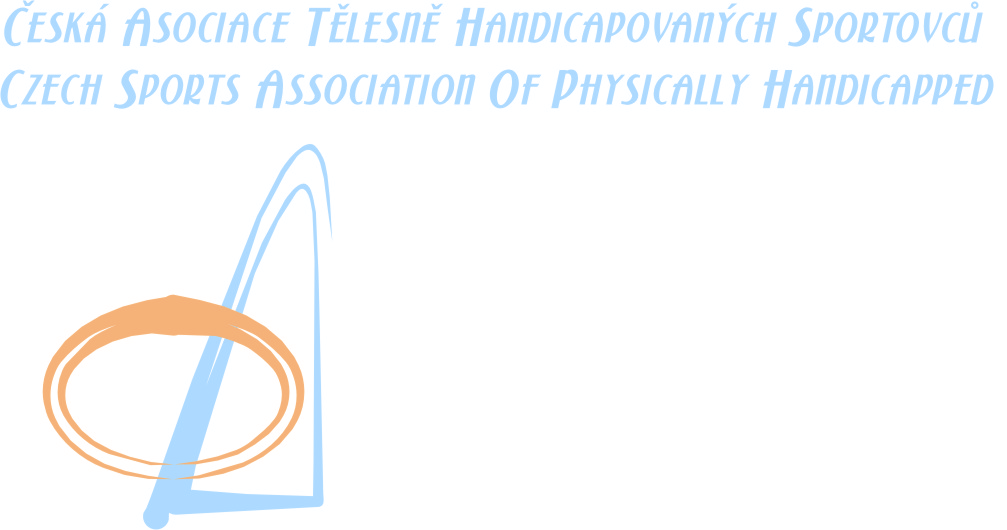 Česká Asociace Tělesně Handicapovaných Sportovců
Czech Sports Association Of Physically Handicapped